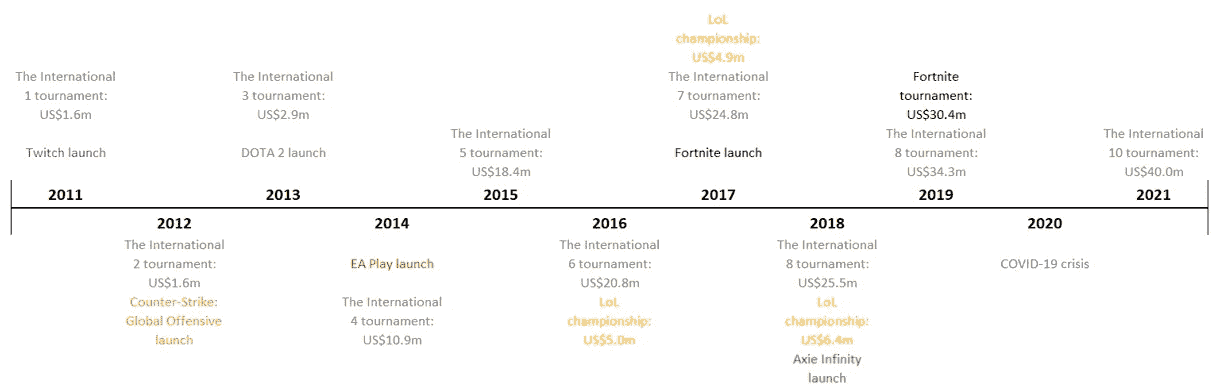 LoL
championship:
US$4.9m
The International
1 tournament:
US$1.6m
The International
3 tournament:
US$2.9m
The International
7 tournament:
US$24.8m
Fortnite
tournament:
US$30.4m
Twitch launch
DOTA 2 launch
The International
5 tournament:
US$18.4m
Fortnite launch
The International
8 tournament:
US$34.3m
The International
10 tournament:
US$40.0m
2011
2013
2015
2017
2019
2021
2012
2014
2016
2018
2020
The International
2 tournament:
US$1.6m
Counter-Strike:
Global Offensive
launch
EA Play launch
The International
4 tournament:
US$10.9m
The International
6 tournament:
US$20.8m
LoL
championship:
US$5.0m
The International
8 tournament:
US$25.5m
LoL
championship:
US$6.4m
Axie Infinity
launch
COVID-19 crisis